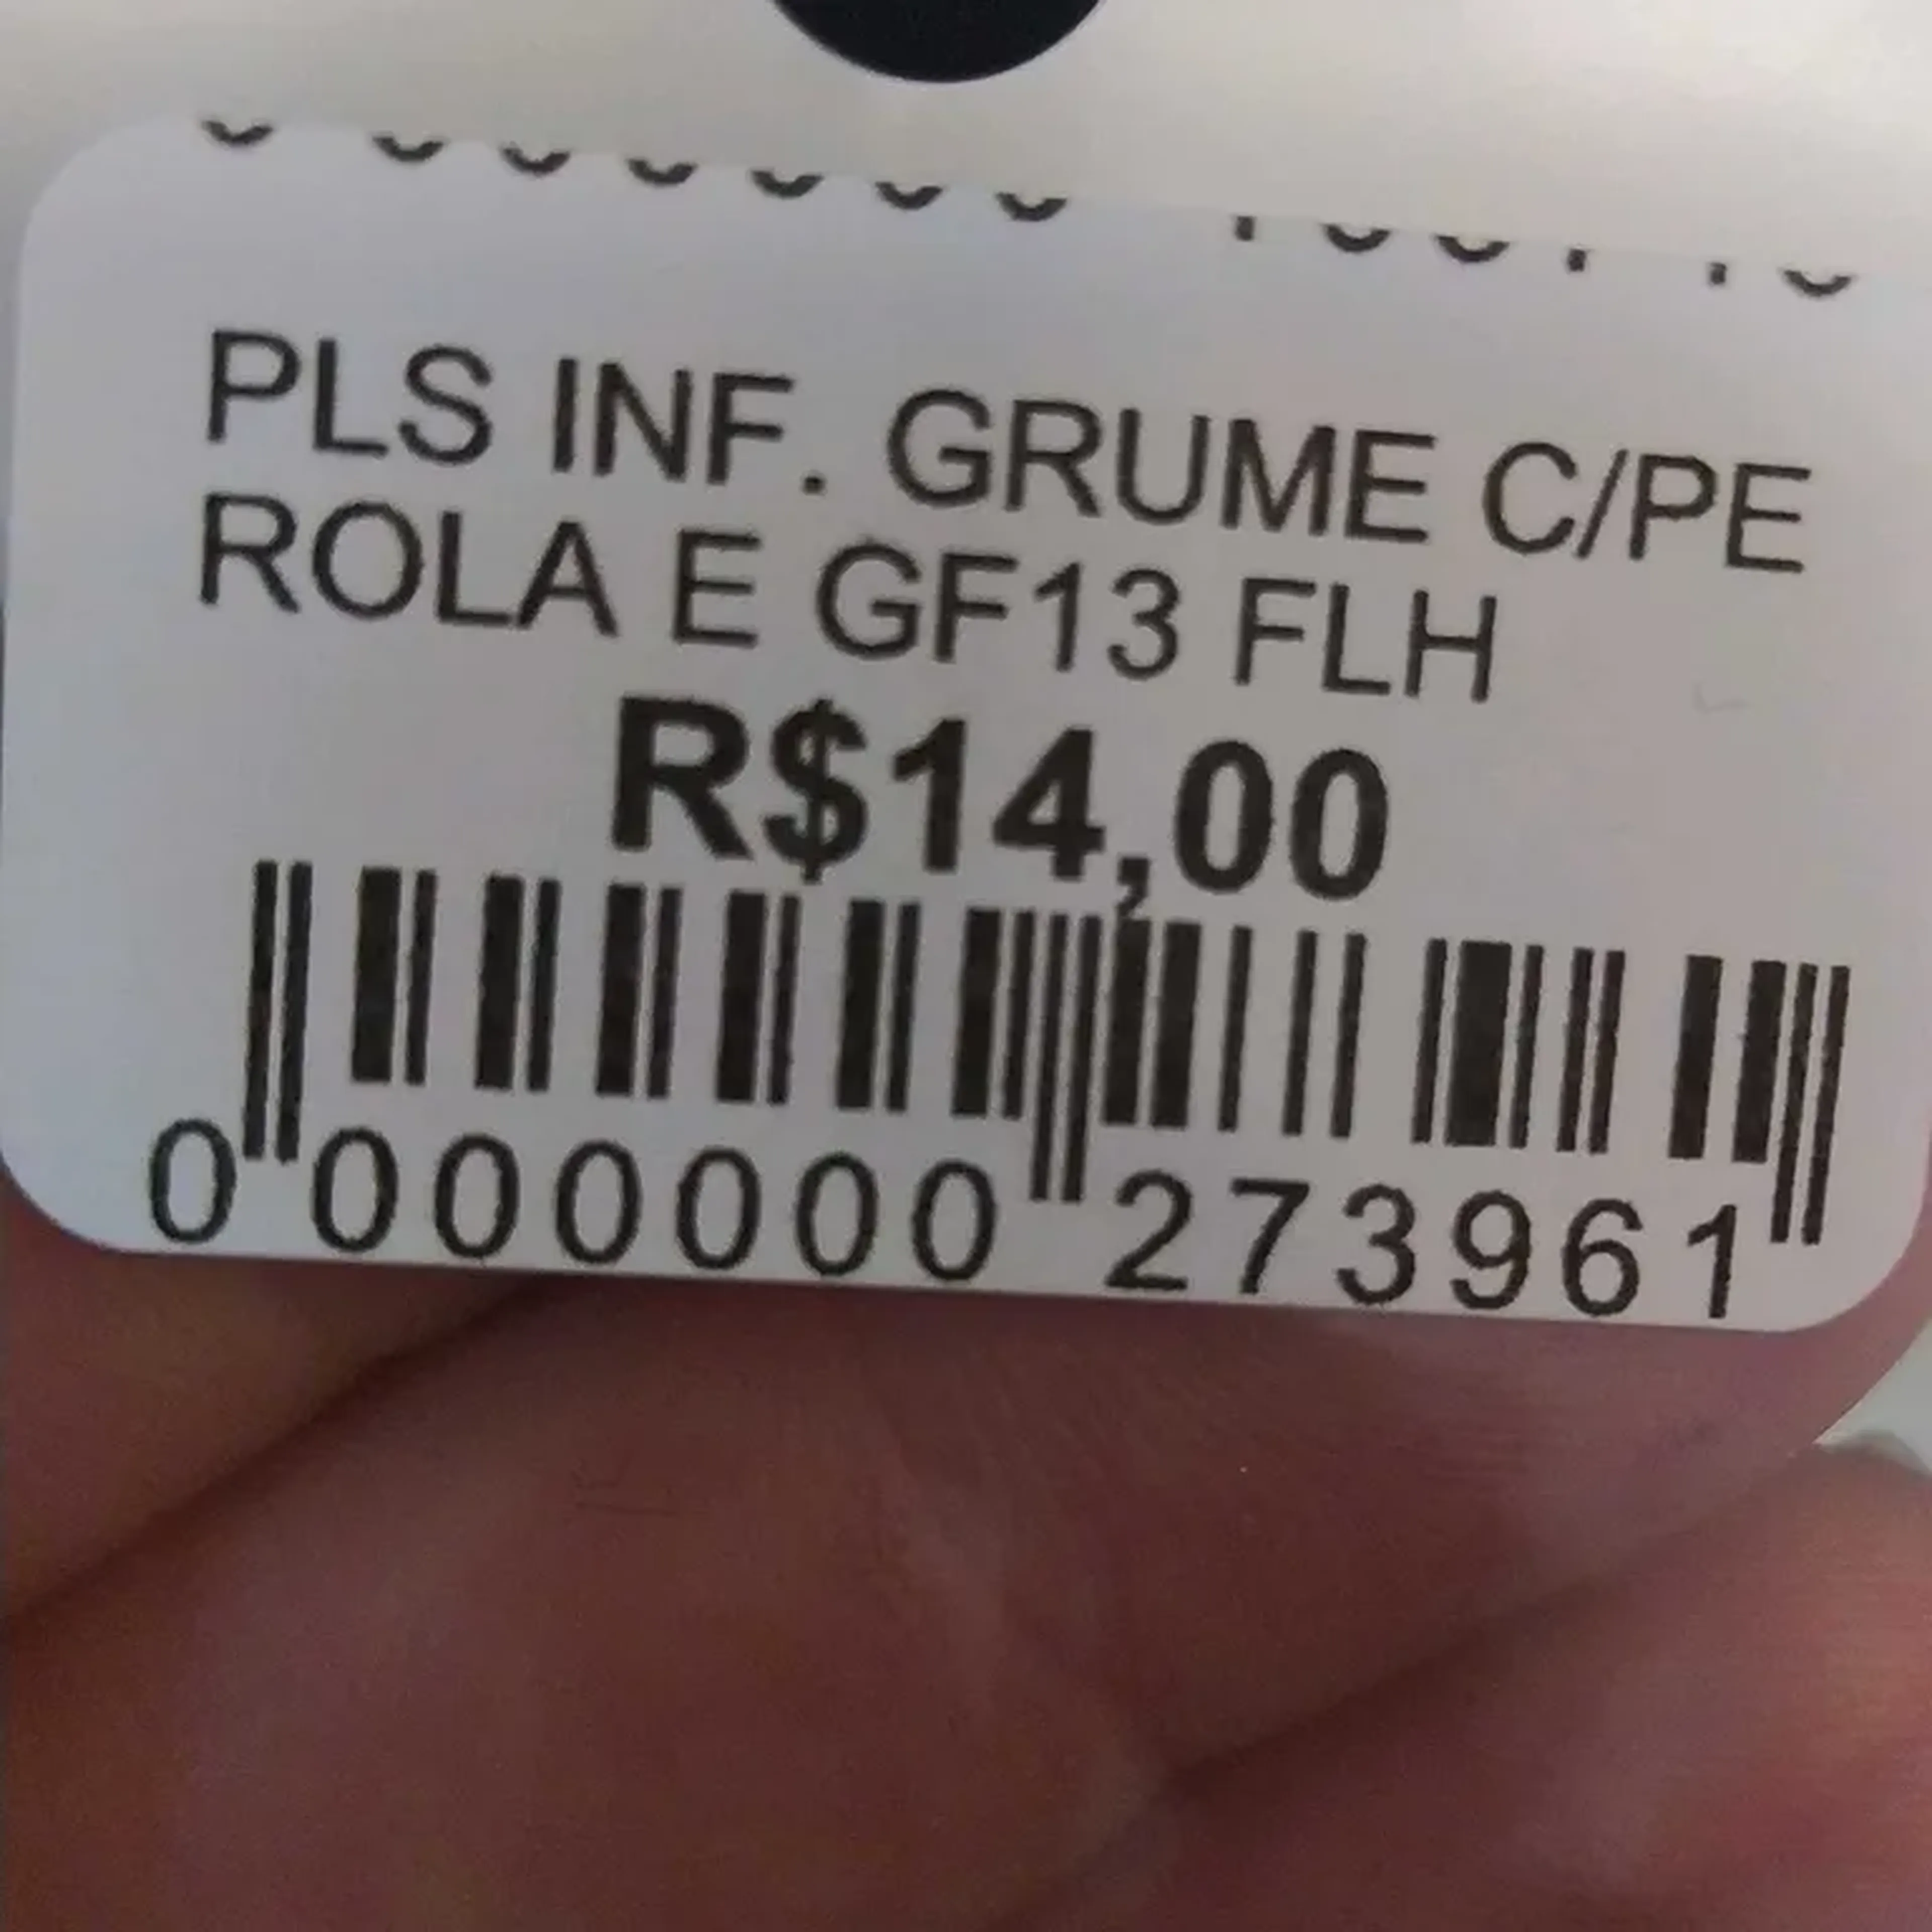 PLS INF. GRUME C/PE
ROLA E GF13 FLH
R$14,00
0 000000 273961